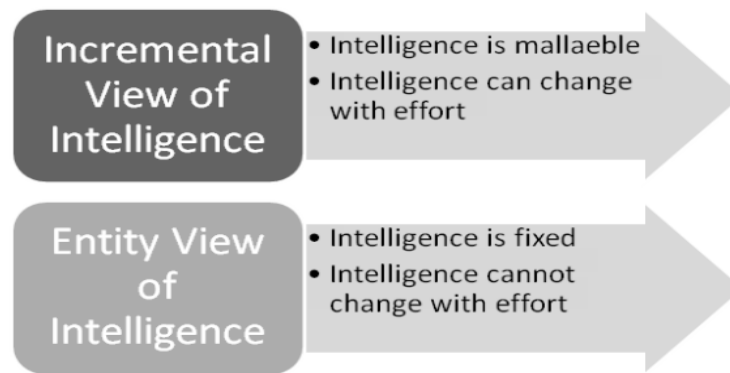 Incremental
View of
Intelligence
• Intelligence is mallaeble
• Intelligence can change
with effort
Entity View
of
Intelligence
• Intelligence is fixed
• Intelligence cannot
change with effort